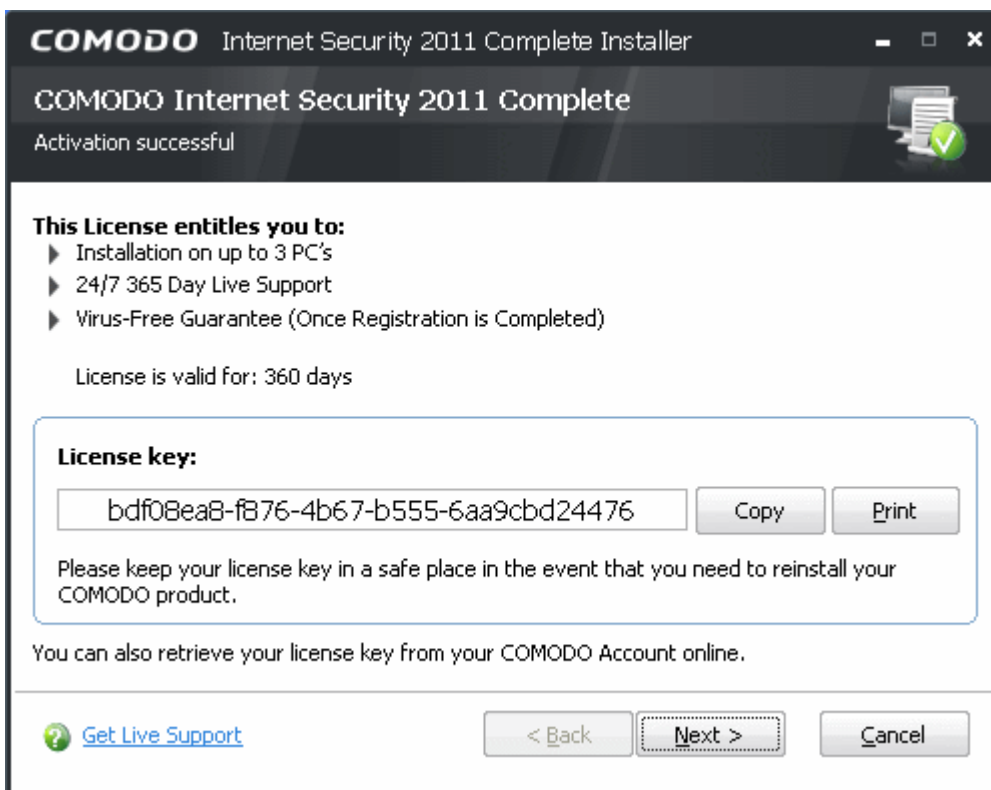 COMODO Internet Security 2011 Complete Installer
COMODO Internet Security 2011 Complete
Activation successful
This License entitles you to:
Installation on up to 3 PC's
24/7 365 Day Live Support
Virus-Free Guarantee (Once Registration is Completed)
License is valid for: 360 days
License key:
bdf08ea8-f876-4b67-b555-6aa9cbd24476
Copy
Print
Please keep your license key in a safe place in the event that you need to reinstall your
COMODO product.
You can also retrieve your license key from your COMODO Account online.
Get Live Support
< Back
Next >
Cancel